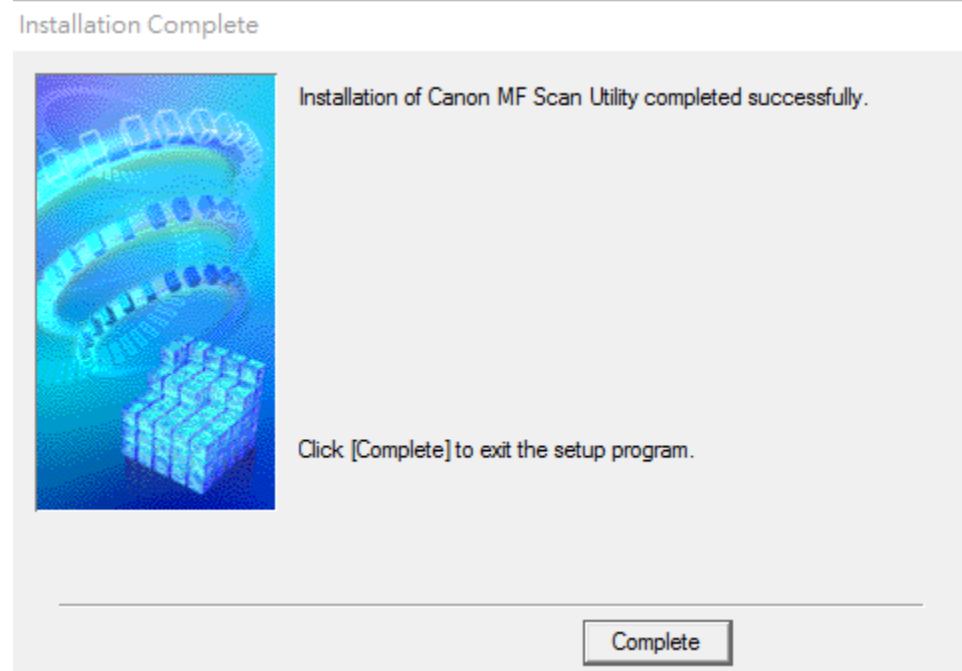 Installation Complete
Installation of Canon MF Scan Utility completed successfully.
Click [Complete] to exit the setup program.
Complete